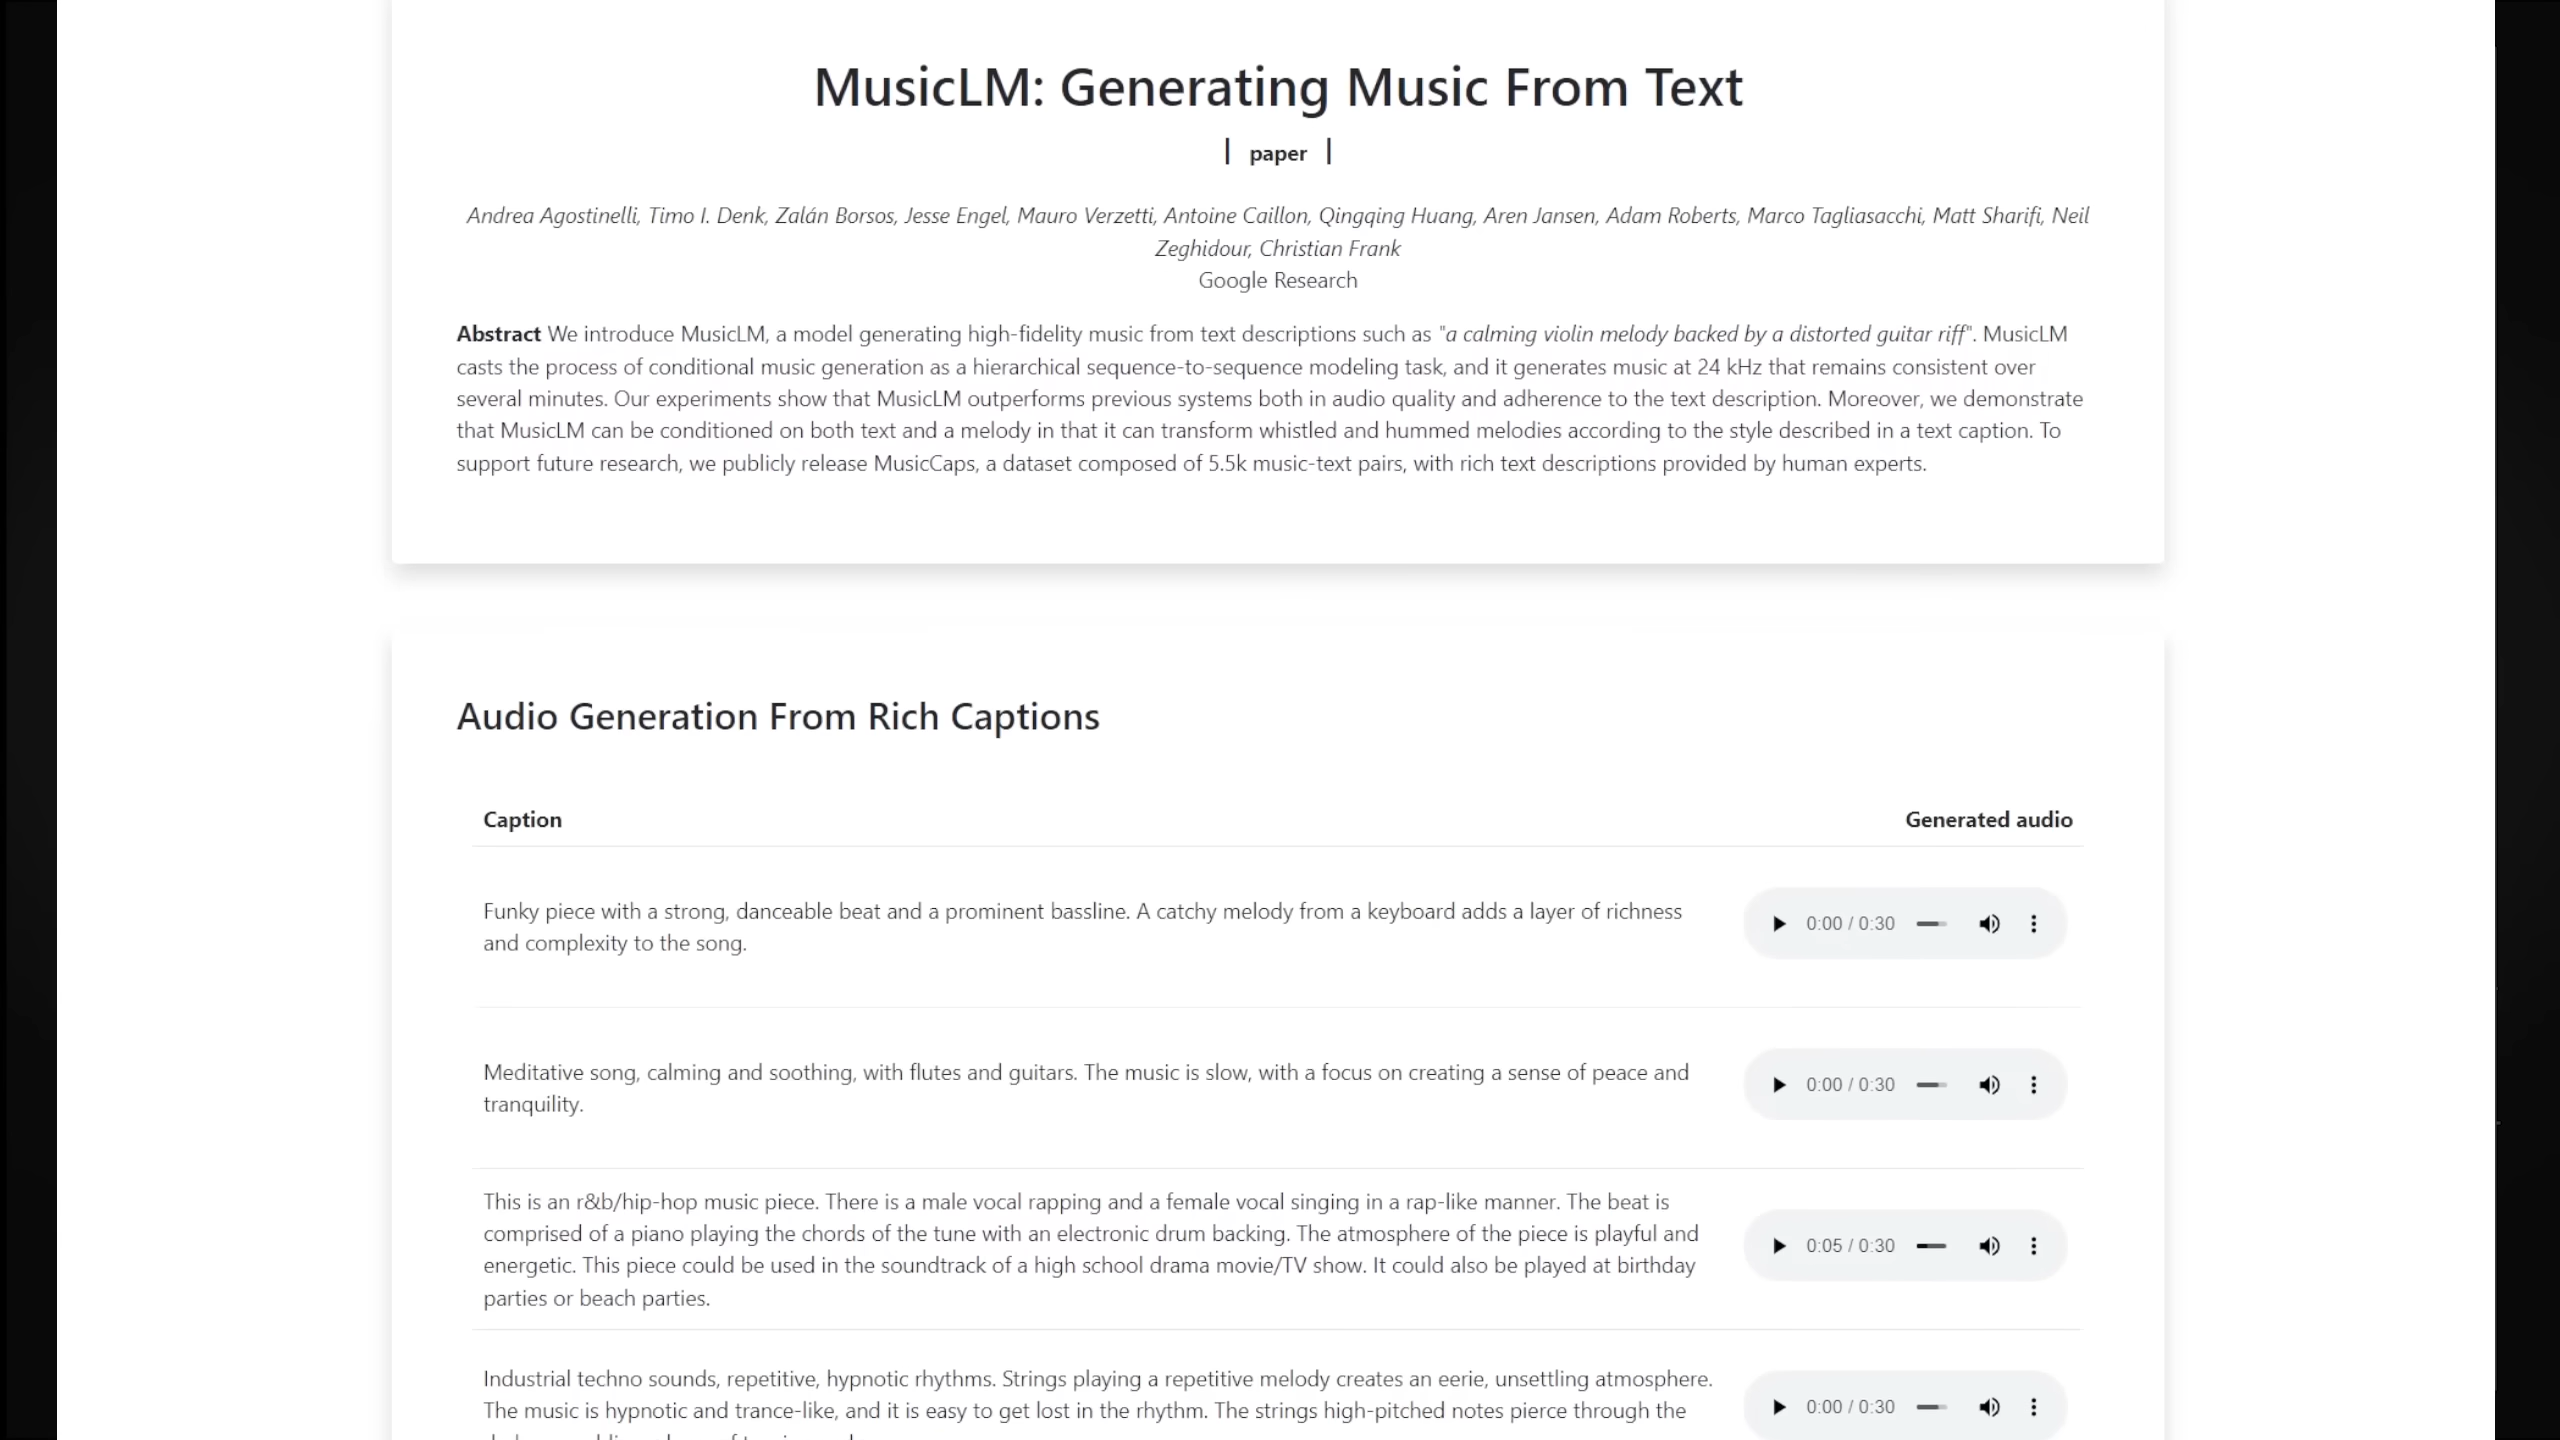 MusicLM: Generating Music From Text
| paper |
Andrea Agostinelli, Timo I. Denk, Zalán Borsos, Jesse Engel, Mauro Verzetti, Antoine Caillon, Qingqing Huang, Aren Jansen, Adam Roberts, Marco Tagliasacchi, Matt Sharifi, Neil
Zeghidour, Christian Frank
Google Research
Abstract We introduce MusicLM, a model generating high-fidelity music from text descriptions such as "a calming violin melody backed by a distorted guitar riff". MusicLM
casts the process of conditional music generation as a hierarchical sequence-to-sequence modeling task, and it generates music at 24 kHz that remains consistent over
several minutes. Our experiments show that MusicLM outperforms previous systems both in audio quality and adherence to the text description. Moreover, we demonstrate
that MusicLM can be conditioned on both text and a melody in that it can transform whistled and hummed melodies according to the style described in a text caption. To
support future research, we publicly release MusicCaps, a dataset composed of 5.5k music-text pairs, with rich text descriptions provided by human experts.
Audio Generation From Rich Captions
Caption Generated audio
Funky piece with a strong, danceable beat and a prominent bassline. A catchy melody from a keyboard adds a layer of richness
and complexity to the song.
0:00 / 0:30
Meditative song, calming and soothing, with flutes and guitars. The music is slow, with a focus on creating a sense of peace and
tranquility.
0:00 / 0:30
This is an r&b/hip-hop music piece. There is a male vocal rapping and a female vocal singing in a rap-like manner. The beat is
comprised of a piano playing the chords of the tune with an electronic drum backing. The atmosphere of the piece is playful and
energetic. This piece could be used in the soundtrack of a high school drama movie/TV show. It could also be played at birthday
parties or beach parties.
0:05 / 0:30
Industrial techno sounds, repetitive, hypnotic rhythms. Strings playing a repetitive melody creates an eerie, unsettling atmosphere.
The music is hypnotic and trance-like, and it is easy to get lost in the rhythm. The strings high-pitched notes pierce through the
0:00 / 0:30